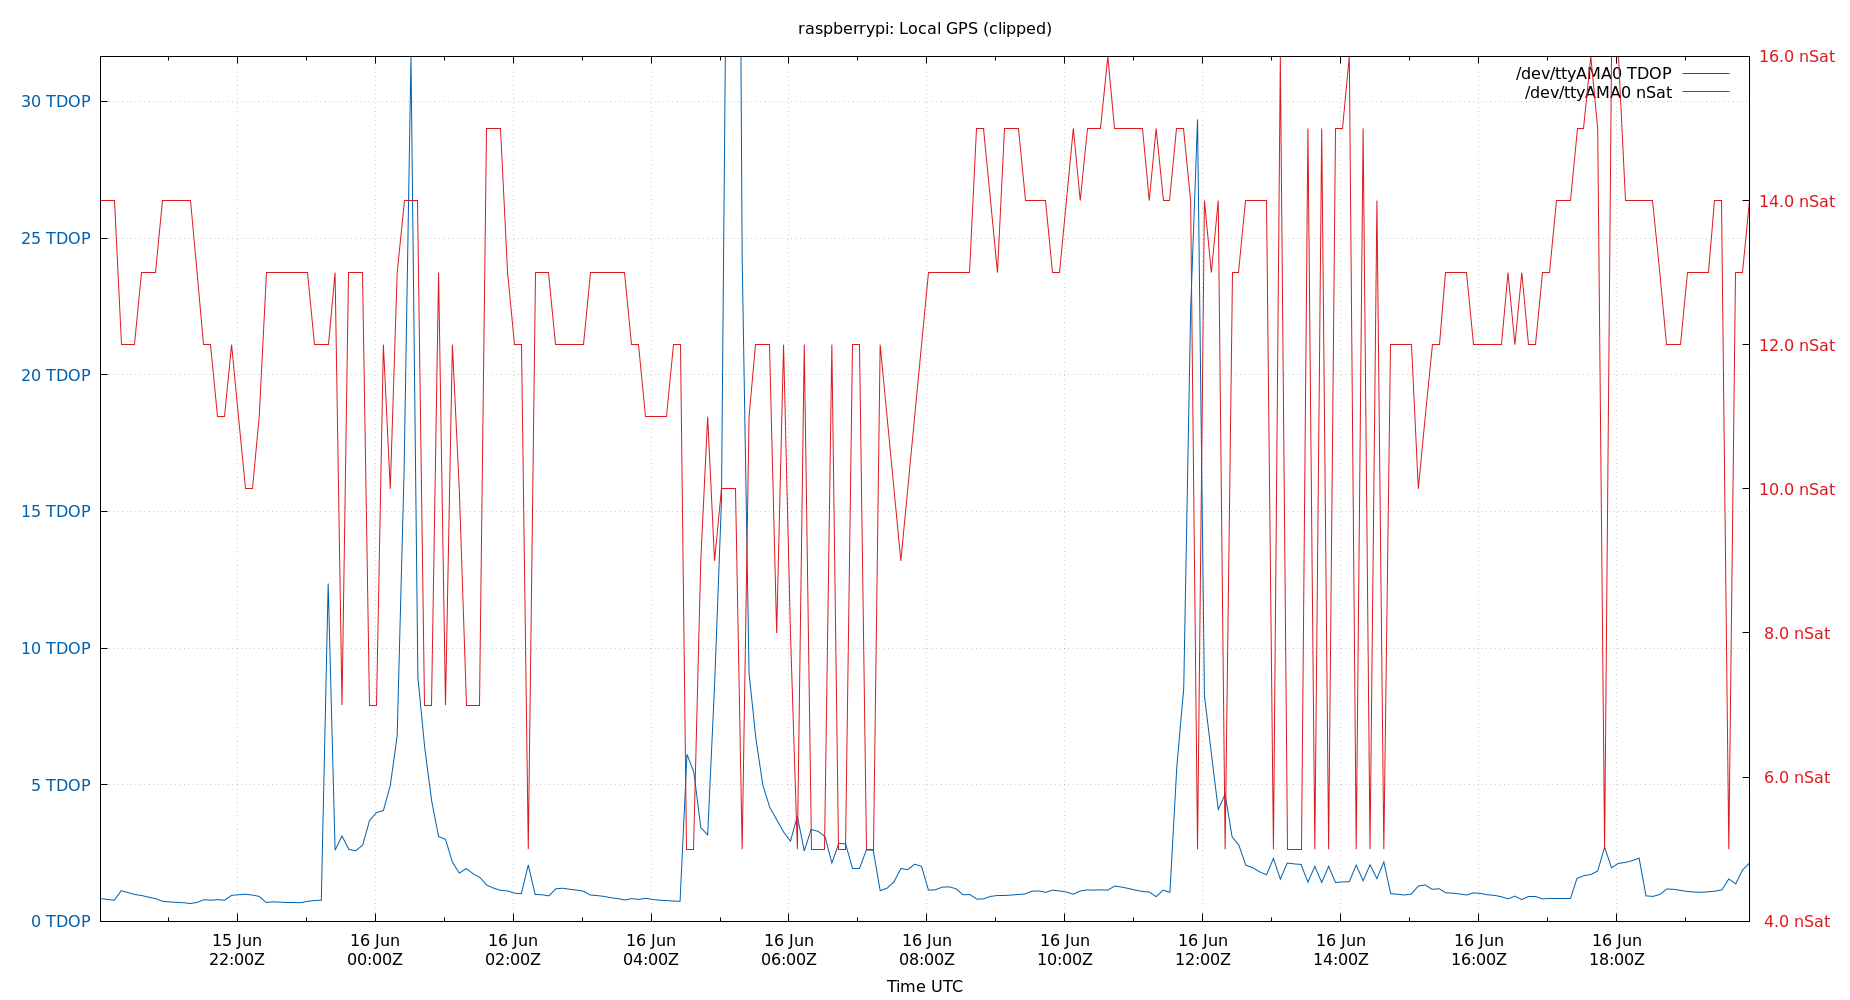 raspberrypi: Local GPS (clipped)
30 TDOP
25 TDOP
20 TDOP
15 TDOP
10 TDOP
5 TDOP
0 TDOP
/dev/ttyAMA0 TDOP
/dev/ttyAMA0 nSat
16.0 nSat
14.0 nSat
12.0 nSat
10.0 nSat
8.0 nSat
6.0 nSat
4.0 nSat
15 Jun 16 Jun 16 Jun 16 Jun 16 Jun 16 Jun 16 Jun 16 Jun 16 Jun 16 Jun 16 Jun
22:00Z 00:00Z 02:00Z 04:00Z 06:00Z 08:00Z 10:00Z 12:00Z 14:00Z 16:00Z 18:00Z
Time UTC